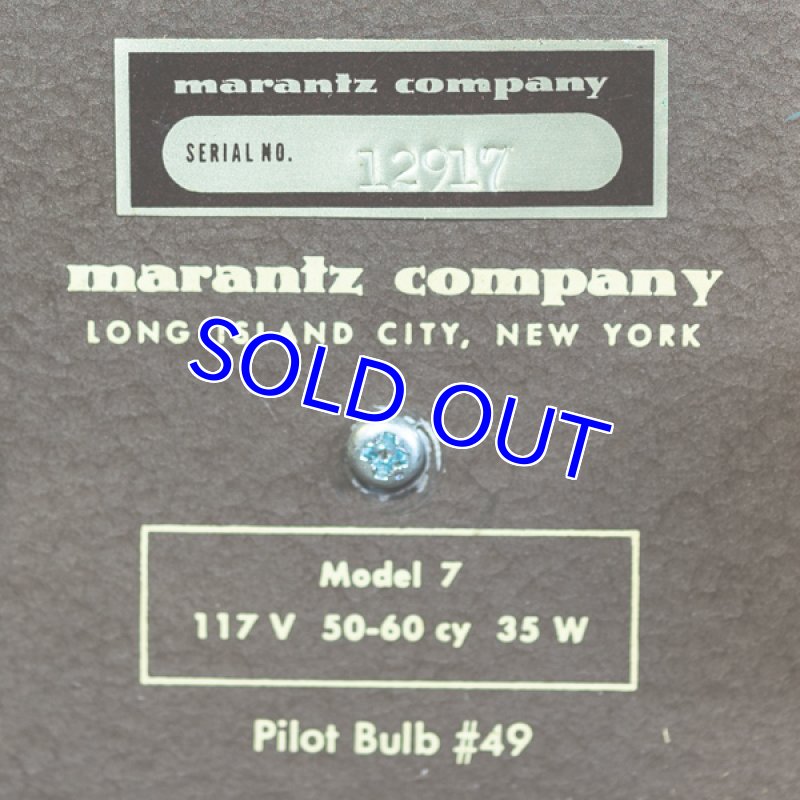 marantz company
SERIAL NO. 12917
marantz company
LONG ISLAND CITY, NEW YORK
SOLD OUT
Model 7
117 V 50-60 cy 35 W
Pilot Bulb #49